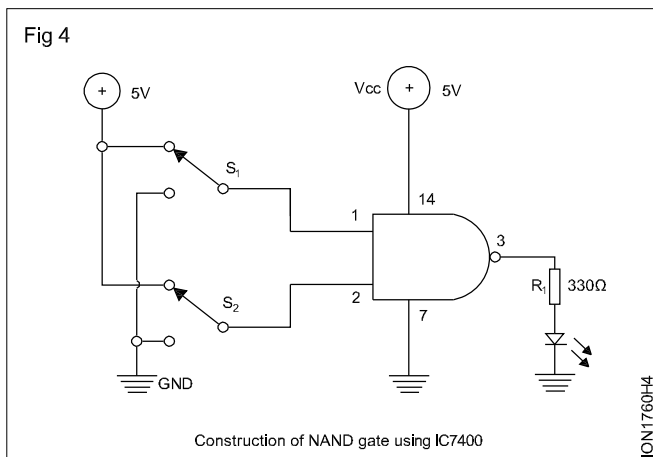 Fig 4
5V
Vcc
5V
S1
14
1
3
R1
330Ω
S2
2
7
GND
Construction of NAND gate using IC7400
ION1760H4